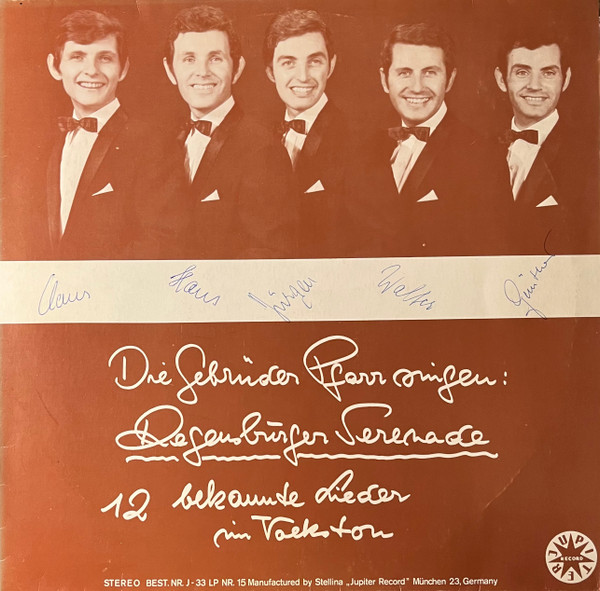 Claus Hans Jürgen Walter Günther
Die Gebrüder Pfarr singen:
Regensburger Serenade
12 bekannte Lieder
im Volkston
JUPITER
RECORD
STEREO BEST. NR. J - 33 LP NR. 15 Manufactured by Stellina „Jupiter Record" München 23, Germany